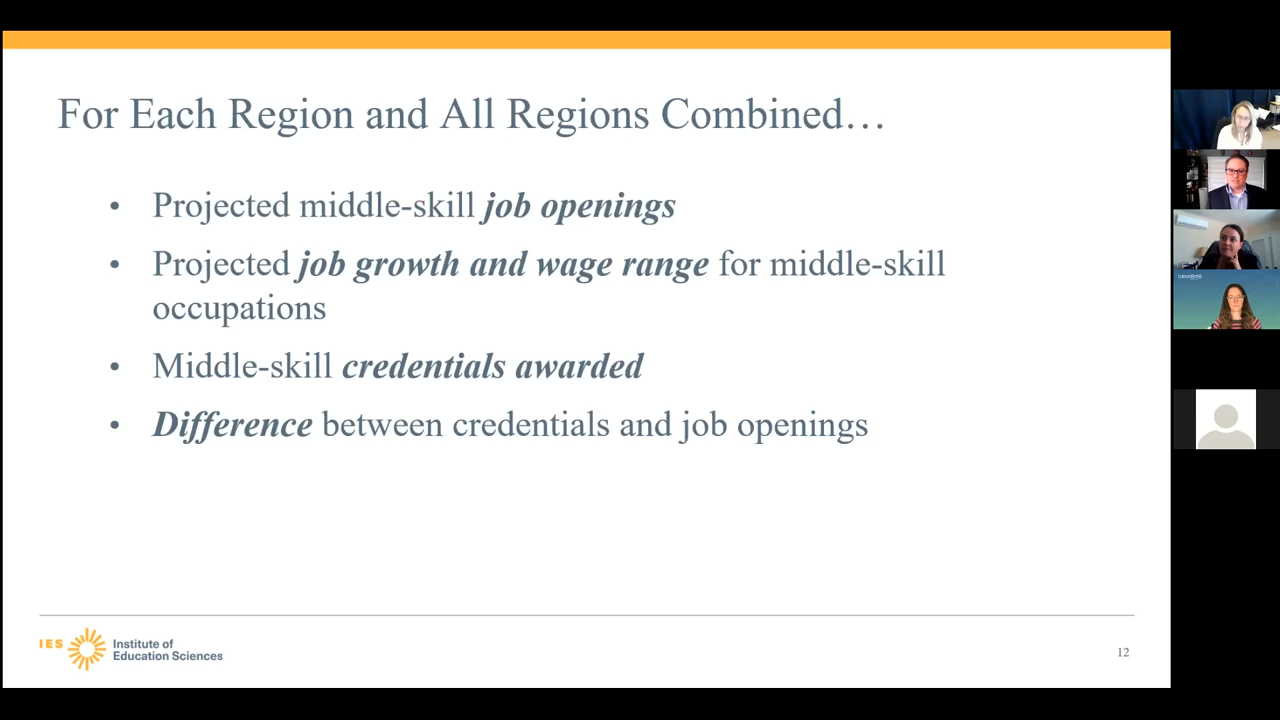 For Each Region and All Regions Combined…
• Projected middle-skill job openings
• Projected job growth and wage range for middle-skill
occupations
• Middle-skill credentials awarded
• Difference between credentials and job openings
IES Institute of
Education Sciences
12